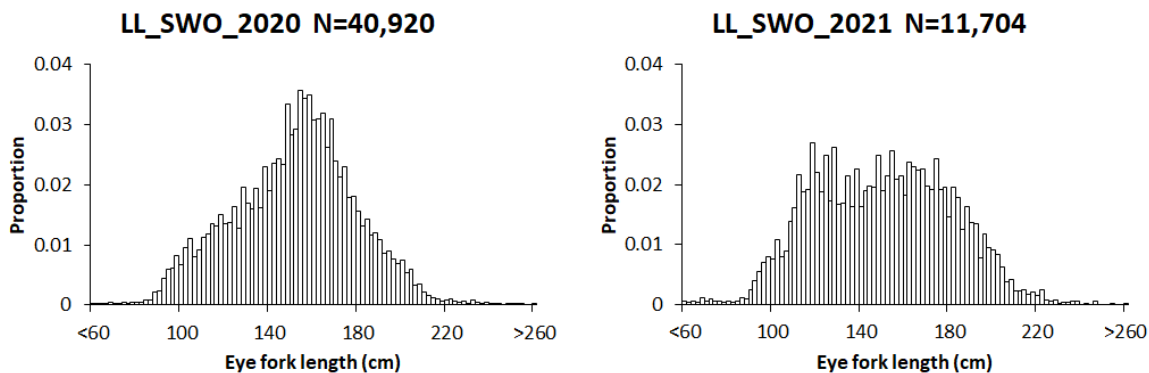 LL_SWO_2020 N=40,920
0.04
0.03
0.02
0.01
0
Proportion
<60 100 140 180 220 >260
Eye fork length (cm)
LL_SWO_2021 N=11,704
0.04
0.03
0.02
0.01
0
Proportion
<60 100 140 180 220 >260
Eye fork length (cm)